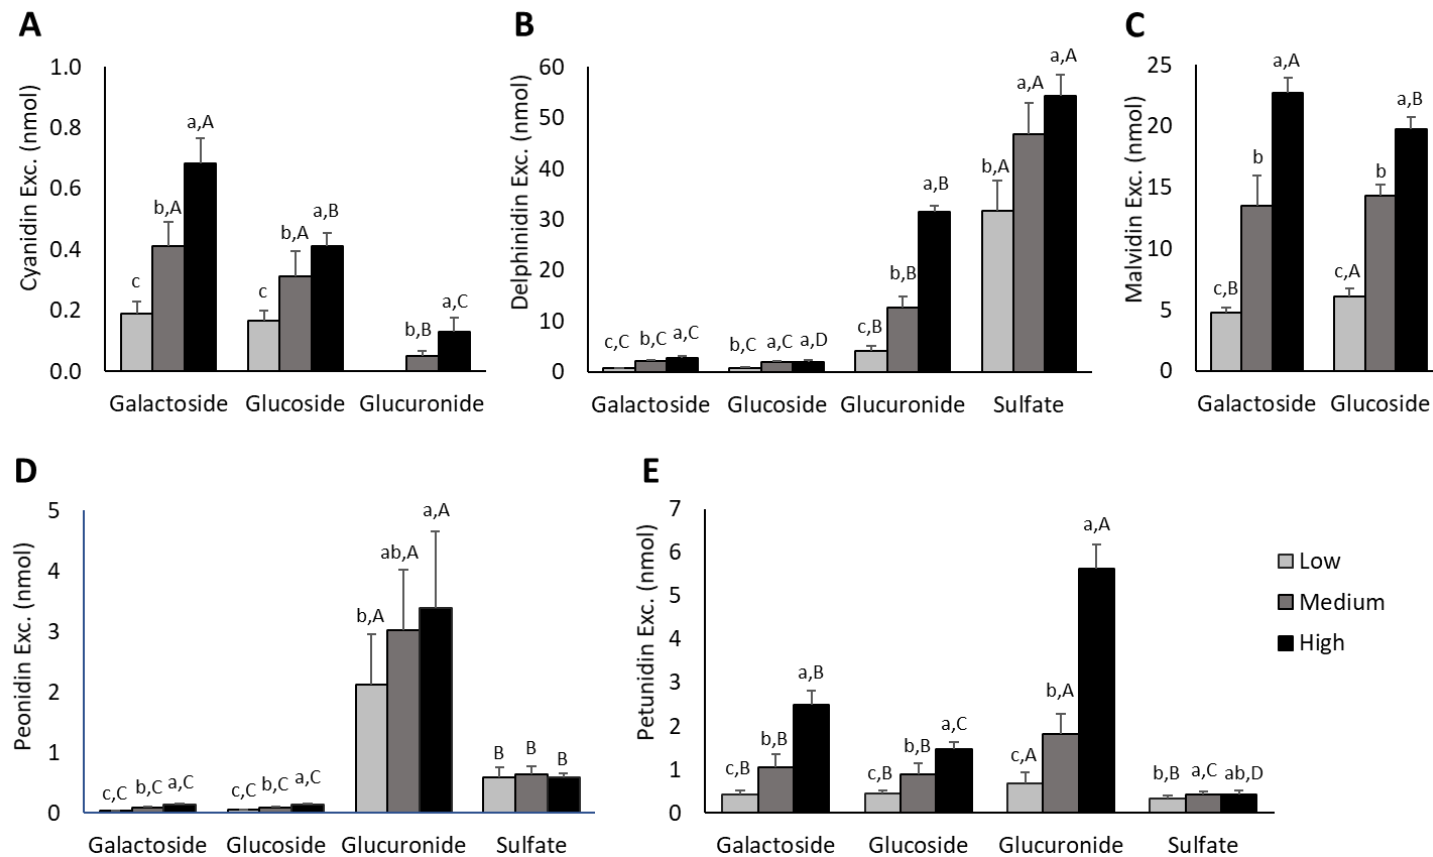 A
Cyanidin Exc. (nmol)
1.0
0.8
0.6
0.4
0.2
0.0
c
b,A
a,A
c
b,A
a,B
b,B
a,C
Galactoside Glucoside Glucuronide
B
Delphinidin Exc. (nmol)
60
50
40
30
20
10
0
c,C b,C a,C
b,C a,C a,D
c,B
b,B
a,B
b,A
a,A
a,A
Galactoside Glucoside Glucuronide Sulfate
C
Malvidin Exc. (nmol)
25
20
15
10
5
0
c,B
b
a,A
c,A
b
a,B
Galactoside Glucoside
D
Peonidin Exc. (nmol)
5
4
3
2
1
0
c,C b,C a,C
c,C b,C a,C
b,A
ab,A
a,A
B B B
Galactoside Glucoside Glucuronide Sulfate
E
Petunidin Exc. (nmol)
7
6
5
4
3
2
1
0
c,B
b,B
a,B
c,B
b,B
a,C
c,A
b,A
a,A
b,B a,C ab,D
Galactoside Glucoside Glucuronide Sulfate
Low
Medium
High